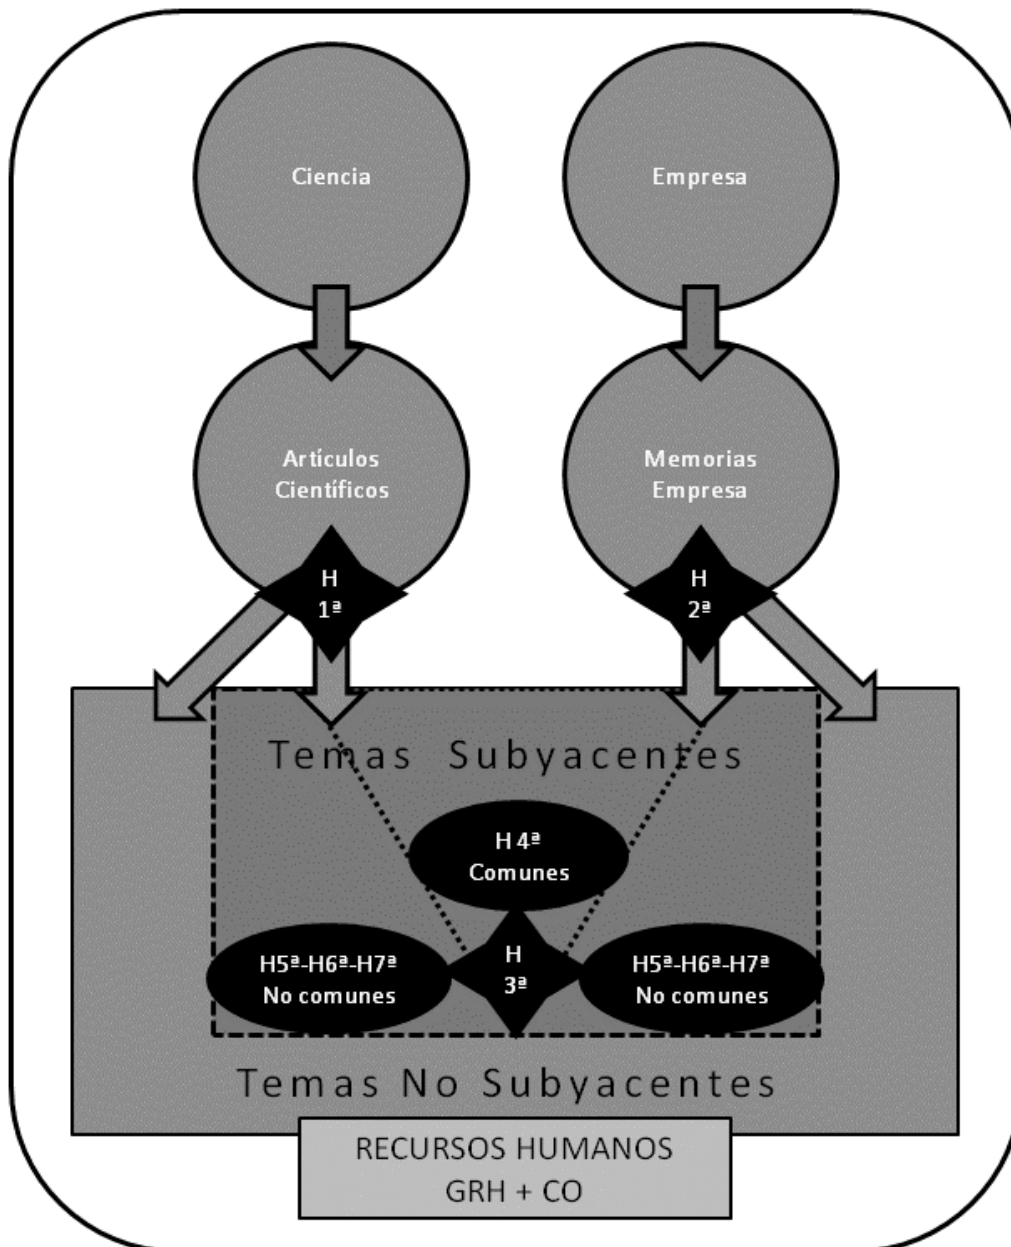 Ciencia
Empresa
Artículos
Científicos
Memorias
Empresa
H
1ª
H
2ª
Temas Subyacentes
H 4ª
Comunes
H5ª-H6ª-H7ª
No comunes
H
3ª
H5ª-H6ª-H7ª
No comunes
Temas No Subyacentes
RECURSOS HUMANOS
GRH + CO